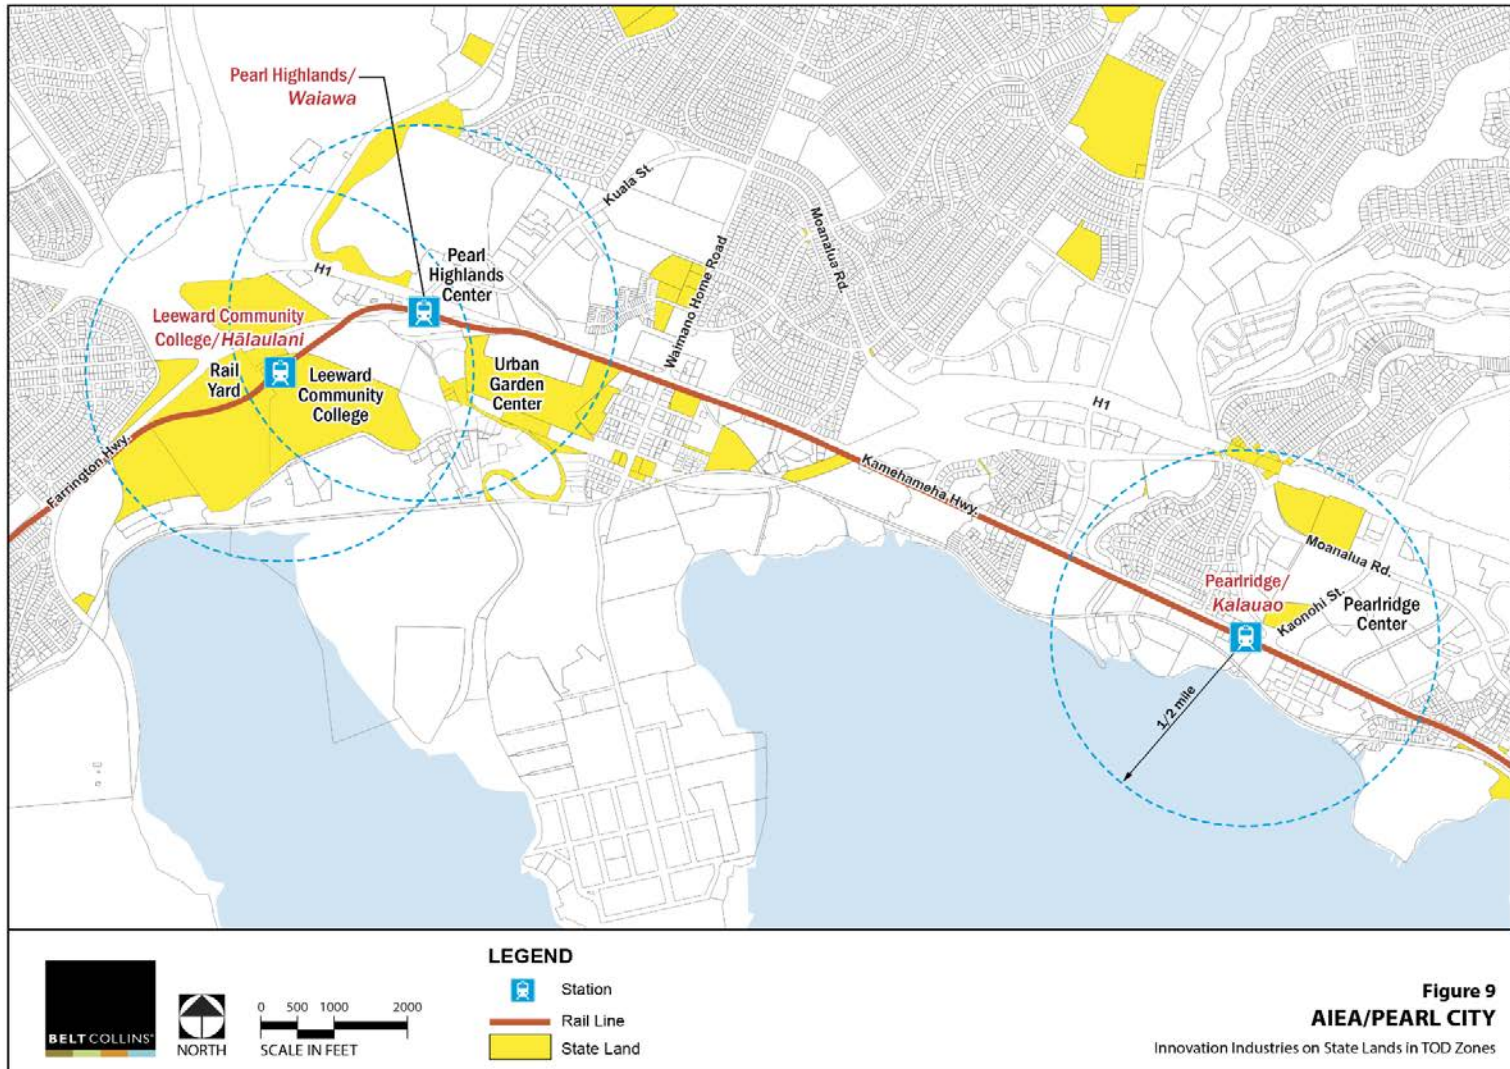 Pearl Highlands/
Waiawa
Kuala St.
Moanalua Rd.
Waimano Home Road
Pearl
Highlands
Center
H1
Leeward Community
College/Hālaulani
Rail
Yard
Leeward
Community
College
Urban
Garden
Center
Farrington Hwy.
H1
Kamehameha Hwy.
Moanalua Rd.
Pearlridge/
Kalauao
Kaonohi St.
Pearlridge
Center
1/2 mile
BELT COLLINS
NORTH
0 500 1000 2000
SCALE IN FEET
LEGEND
Station
Rail Line
State Land
Figure 9
AIEA/PEARL CITY
Innovation Industries on State Lands in TOD Zones